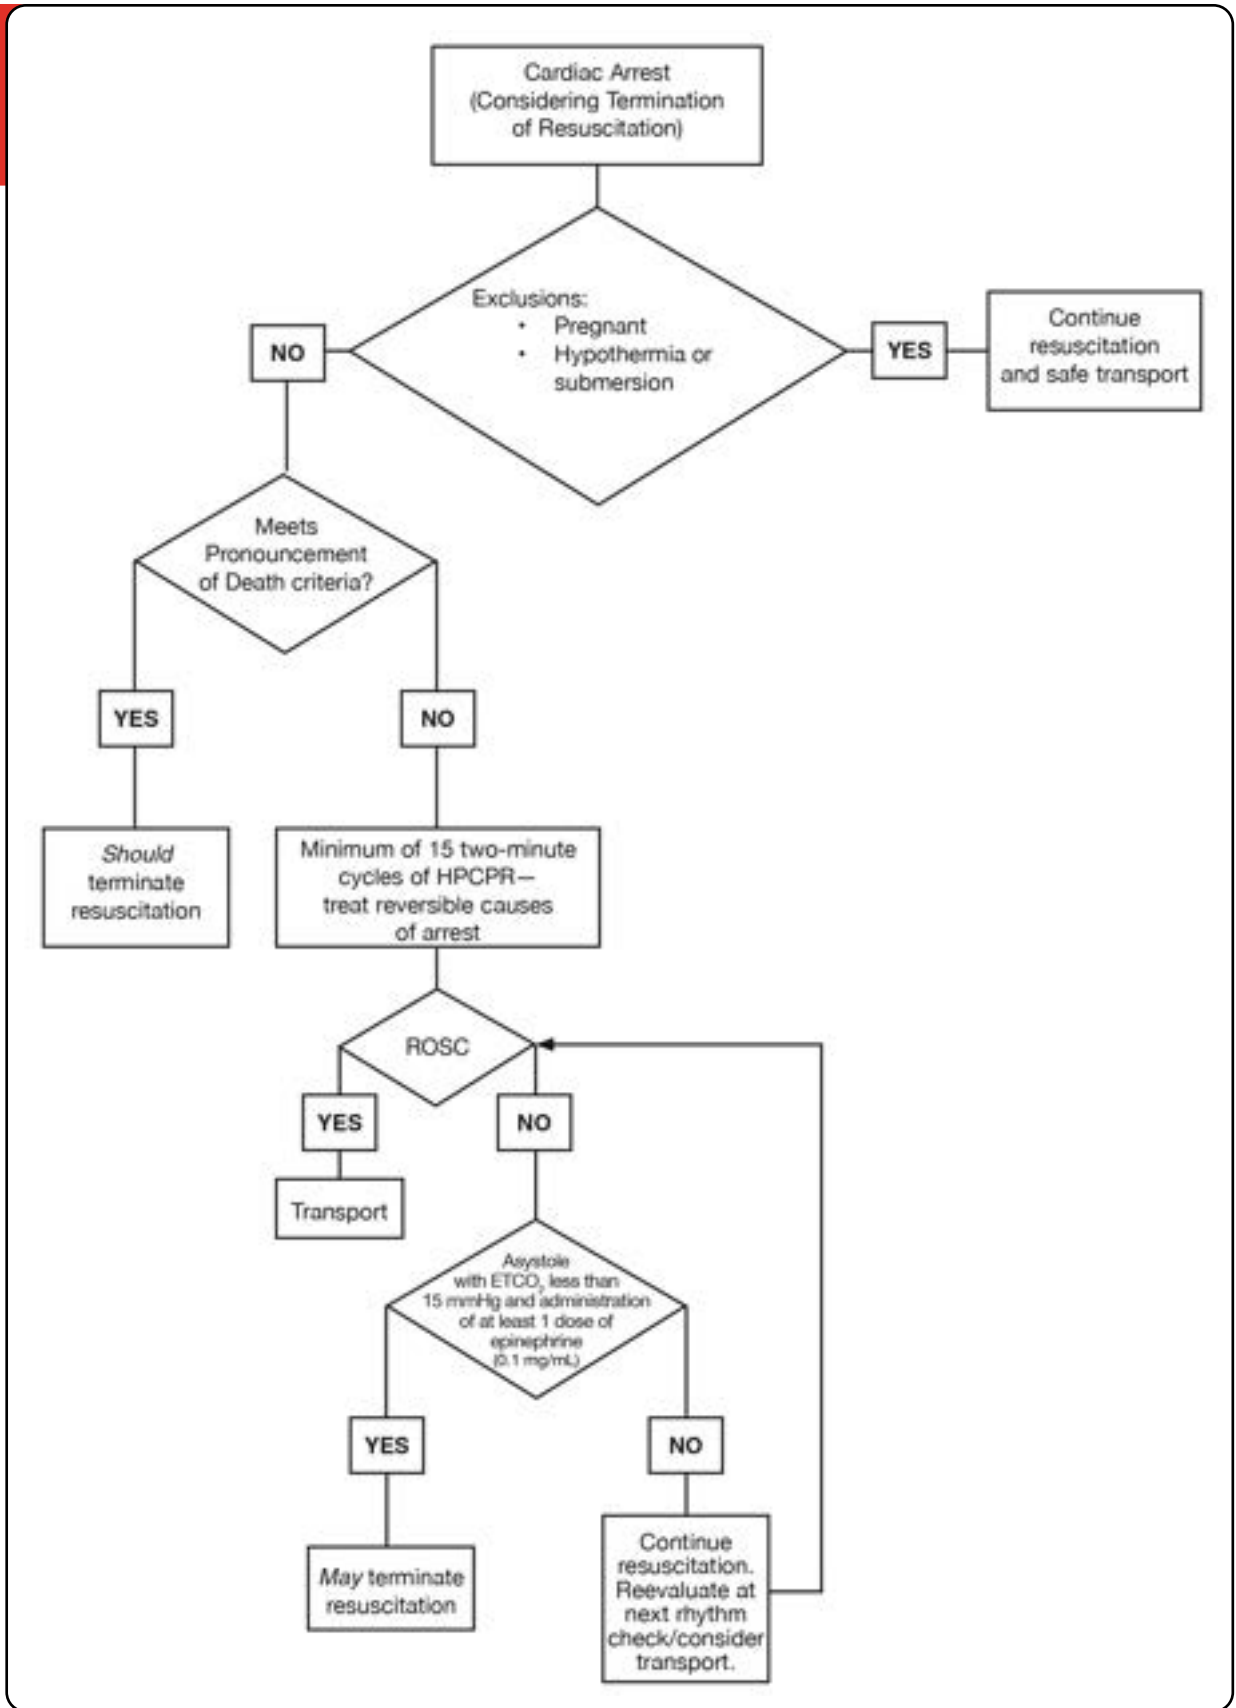 Cardiac Arrest
(Considering Termination
of Resuscitation)
Exclusions:
• Pregnant
• Hypothermia or
submersion
NO
YES
Continue
resuscitation
and safe transport
Meets
Pronouncement
of Death criteria?
YES
NO
Should
terminate
resuscitation
Minimum of 15 two-minute
cycles of HPCPR—
treat reversible causes
of arrest
ROSC
YES
NO
Transport
Asystole
with ETCO₂ less than
15 mmHg and administration
of at least 1 dose of
epinephrine
(0.1 mg/mL)
YES
NO
May terminate
resuscitation
Continue
resuscitation.
Reevaluate at
next rhythm
check/consider
transport.